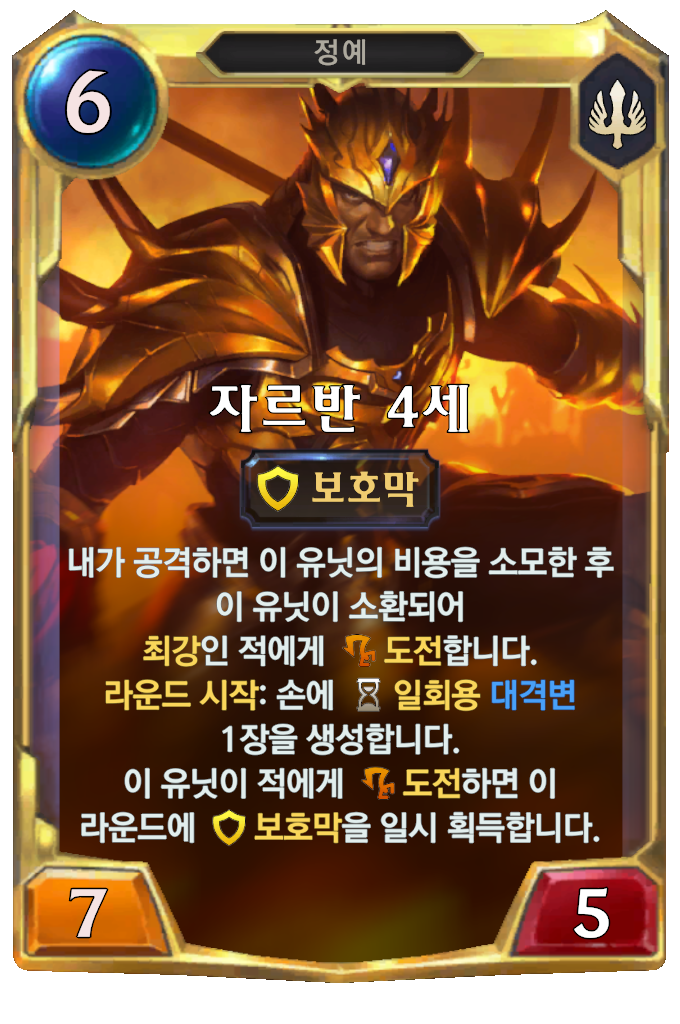 정예
6
자르반 4세
보호막
내가 공격하면 이 유닛의 비용을 소모한 후
이 유닛이 소환되어
최강인 적에게 도전합니다.
라운드 시작: 손에 일회용 대격변
1장을 생성합니다.
이 유닛이 적에게 도전하면 이
라운드에 보호막을 일시 획득합니다.
7
5